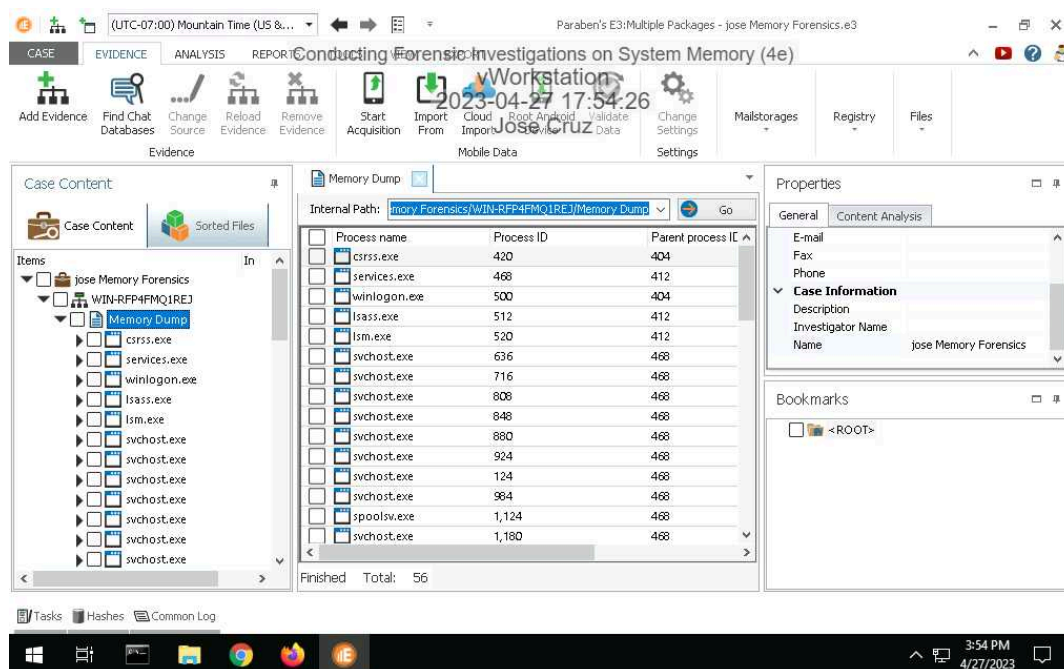 (UTC-07:00) Mountain Time (US &...
Paraben's E3:Multiple Packages - jose Memory Forensics.e3
CASE EVIDENCE ANALYSIS REPORTS
Conducting Forensic Investigations on System Memory (4e)
vWorkstation
2023-04-27 17:54:26
Jose Cruz
Add Evidence
Find Chat Databases
Change Source
Reload Evidence
Remove Evidence
Evidence
Start Acquisition
Import From
Cloud Import
Root Android Device
Validate Data
Mobile Data
Change Settings
Settings
Mailstorages
Registry
Files
Case Content
Case Content
Sorted Files
Items In
jose Memory Forensics
WIN-RFP4FMQ1REJ
Memory Dump
csrss.exe
services.exe
winlogon.exe
lsass.exe
lsm.exe
svchost.exe
svchost.exe
svchost.exe
svchost.exe
svchost.exe
svchost.exe
svchost.exe
Memory Dump
Internal Path: mory Forensics/WIN-RFP4FMQ1REJ/Memory Dump Go
Process name Process ID Parent process ID
csrss.exe 420 404
services.exe 468 412
winlogon.exe 500 404
lsass.exe 512 412
lsm.exe 520 412
svchost.exe 636 468
svchost.exe 716 468
svchost.exe 808 468
svchost.exe 848 468
svchost.exe 880 468
svchost.exe 924 468
svchost.exe 124 468
svchost.exe 984 468
spoolsv.exe 1,124 468
svchost.exe 1,180 468
Finished Total: 56
Properties
General Content Analysis
E-mail
Fax
Phone
Case Information
Description
Investigator Name
Name jose Memory Forensics
Bookmarks
<ROOT>
Tasks Hashes Common Log
3:54 PM
4/27/2023